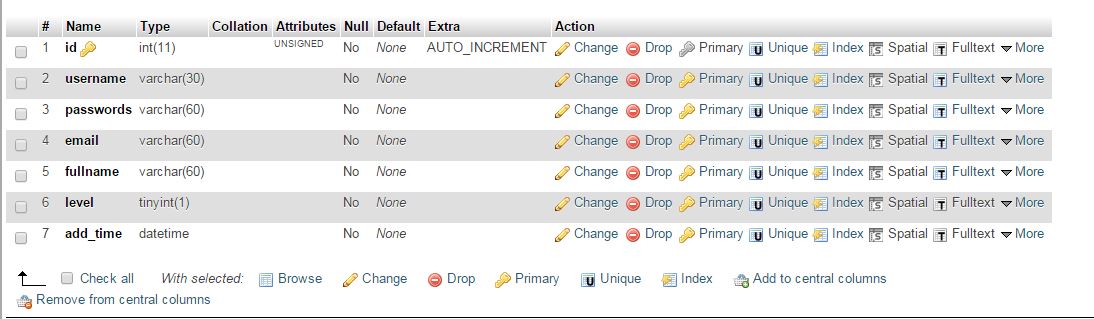 # Name Type Collation Attributes Null Default Extra Action
1 id int(11) UNSIGNED No None AUTO_INCREMENT Change Drop Primary Unique Index Spatial Fulltext More
2 username varchar(30) No None Change Drop Primary Unique Index Spatial Fulltext More
3 passwords varchar(60) No None Change Drop Primary Unique Index Spatial Fulltext More
4 email varchar(60) No None Change Drop Primary Unique Index Spatial Fulltext More
5 fullname varchar(60) No None Change Drop Primary Unique Index Spatial Fulltext More
6 level tinyint(1) No None Change Drop Primary Unique Index Spatial Fulltext More
7 add_time datetime No None Change Drop Primary Unique Index Spatial Fulltext More
Check all With selected: Browse Change Drop Primary Unique Index Add to central columns
Remove from central columns